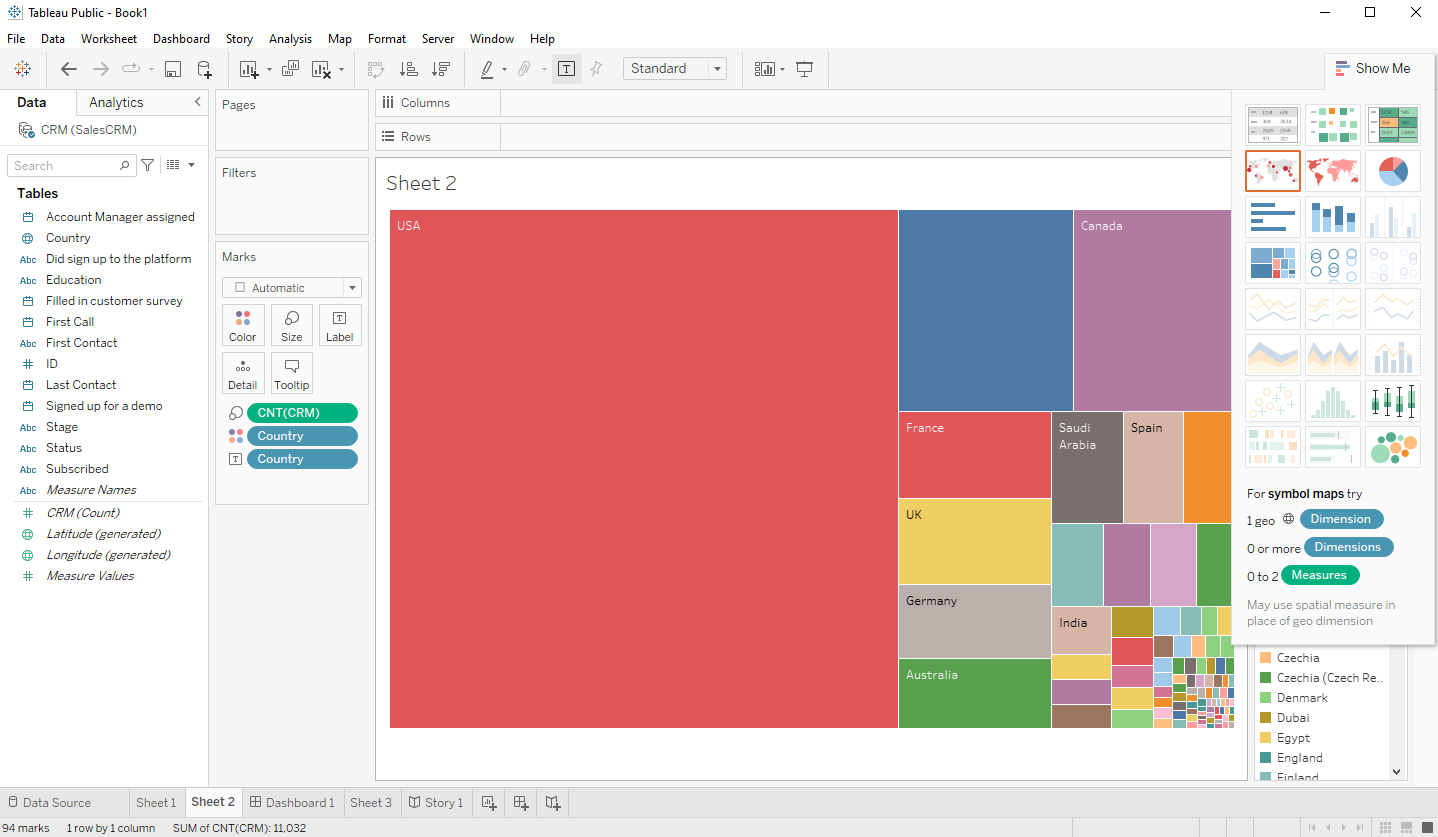 Tableau Public - Book1
File Data Worksheet Dashboard Story Analysis Map Format Server Window Help
Standard
Show Me
Data Analytics
CRM (SalesCRM)
Search
Tables
Account Manager assigned
Country
Abc Did sign up to the platform
Abc Education
Filled in customer survey
First Call
Abc First Contact
ID
Last Contact
Signed up for a demo
Abc Stage
Abc Status
Abc Subscribed
Abc Measure Names
CRM (Count)
Latitude (generated)
Longitude (generated)
Measure Values
Pages
Filters
Marks
Automatic
Color Size Label
Detail Tooltip
CNT(CRM)
Country
Country
Columns
Rows
Sheet 2
USA
Canada
France
Saudi
Arabia
Spain
UK
Germany
India
Australia
For symbol maps try
1 geo Dimension
0 or more Dimensions
0 to 2 Measures
May use spatial measure in
place of geo dimension
Czechia
Czechia (Czech Re..
Denmark
Dubai
Egypt
England
Finland
Data Source Sheet 1 Sheet 2 Dashboard 1 Sheet 3 Story 1
94 marks 1 row by 1 column SUM of CNT(CRM): 11,032